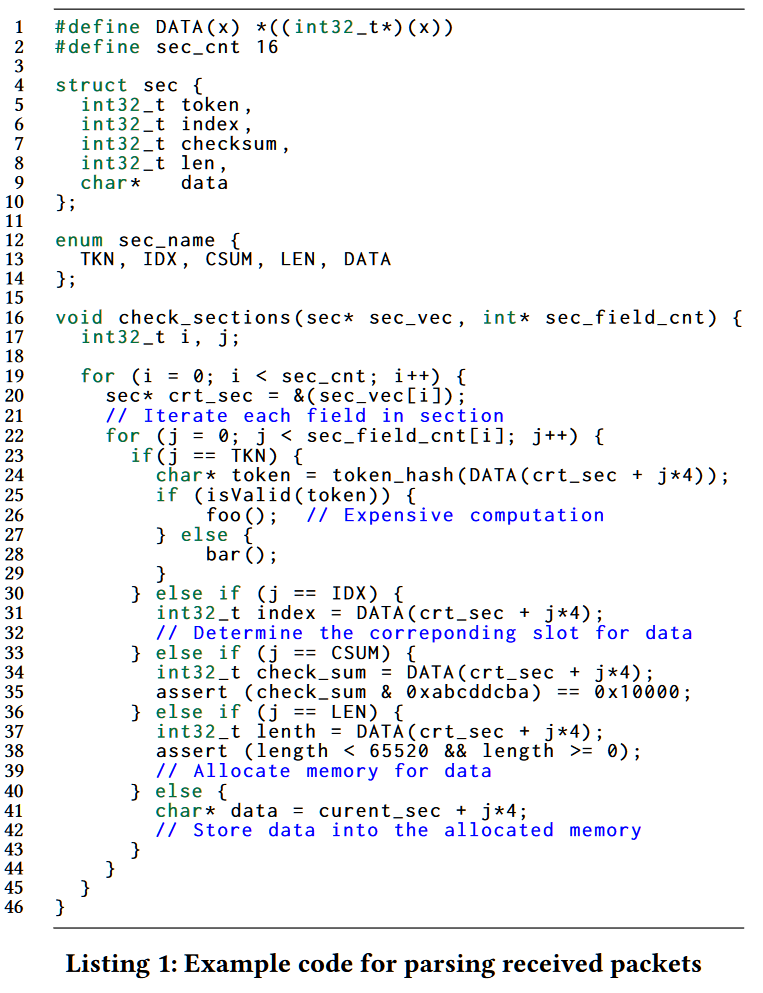 1 #define DATA(x) *((int32_t*)(x))
2 #define sec_cnt 16
3
4 struct sec {
5   int32_t token,
6   int32_t index,
7   int32_t checksum,
8   int32_t len,
9   char*   data
10 };
11
12 enum sec_name {
13   TKN, IDX, CSUM, LEN, DATA
14 };
15
16 void check_sections(sec* sec_vec, int* sec_field_cnt) {
17   int32_t i, j;
18
19   for (i = 0; i < sec_cnt; i++) {
20     sec* crt_sec = &(sec_vec[i]);
21     // Iterate each field in section
22     for (j = 0; j < sec_field_cnt[i]; j++) {
23       if(j == TKN) {
24         char* token = token_hash(DATA(crt_sec + j*4));
25         if (isValid(token)) {
26             foo();  // Expensive computation
27         } else {
28             bar();
29         }
30       } else if (j == IDX) {
31         int32_t index = DATA(crt_sec + j*4);
32         // Determine the correponding slot for data
33       } else if (j == CSUM) {
34         int32_t check_sum = DATA(crt_sec + j*4);
35         assert (check_sum & 0xabcddcba) == 0x10000;
36       } else if (j == LEN) {
37         int32_t lenth = DATA(crt_sec + j*4);
38         assert (length < 65520 && length >= 0);
39         // Allocate memory for data
40       } else {
41         char* data = curent_sec + j*4;
42         // Store data into the allocated memory
43       }
44     }
45   }
46 }
Listing 1: Example code for parsing received packets